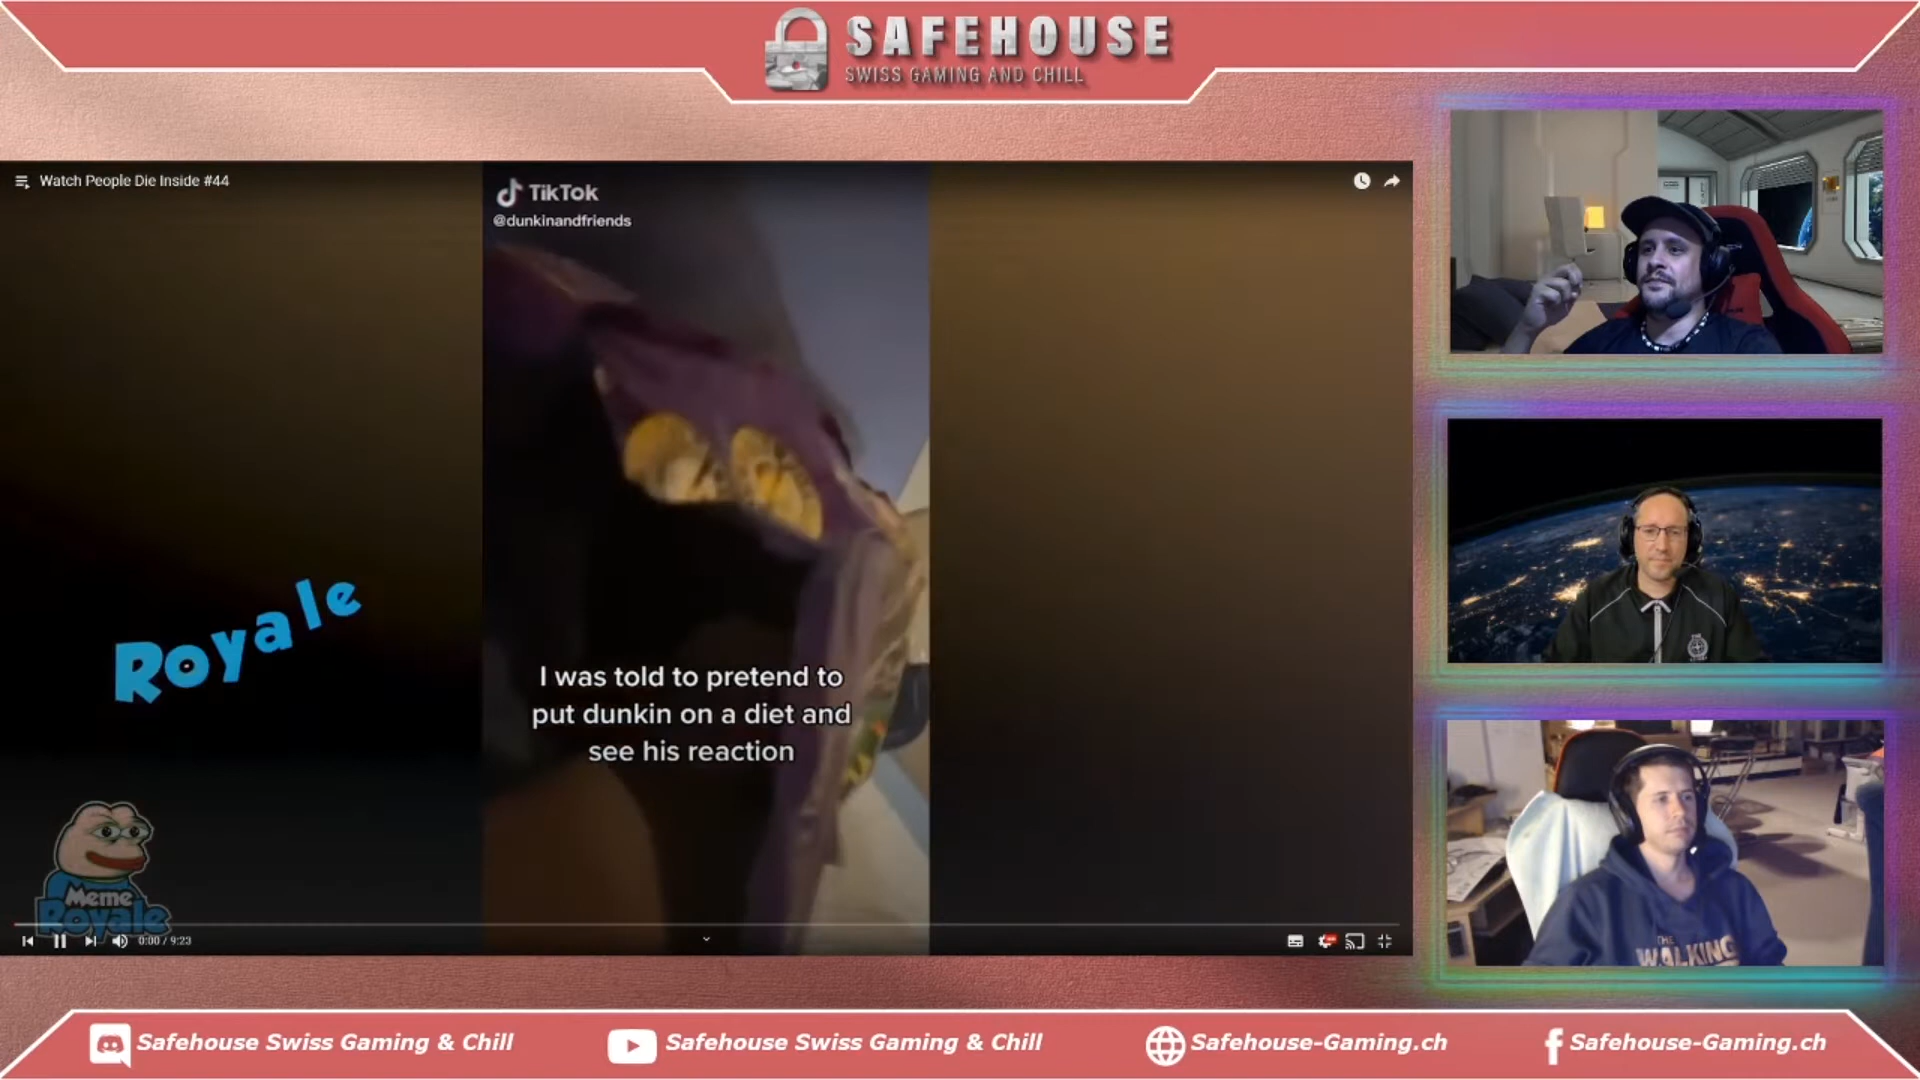 SAFEHOUSE
SWISS GAMING AND CHILL
Watch People Die Inside #44
TikTok
@dunkinandfriends
Royale
I was told to pretend to
put dunkin on a diet and
see his reaction
Meme
Royale
0:00 / 9:23
THE
WALKING
Safehouse Swiss Gaming & Chill
Safehouse Swiss Gaming & Chill
Safehouse-Gaming.ch
Safehouse-Gaming.ch